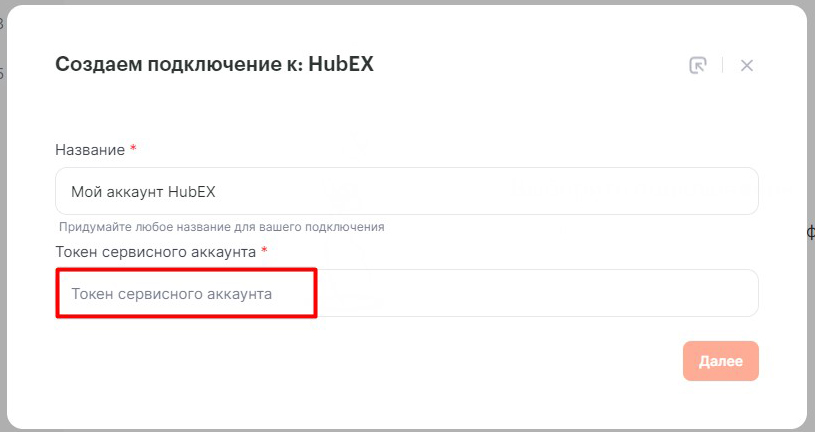 Создаем подключение к: HubEX
Название *
Мой аккаунт HubEX
Придумайте любое название для вашего подключения
Токен сервисного аккаунта *
Токен сервисного аккаунта
Далее